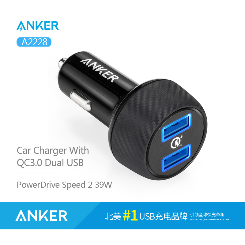 ANKER
A2228
ANKER
Car Charger With
QC3.0 Dual USB
PowerDrive Speed 2 39W
ANKER
北美#1USB充电品牌